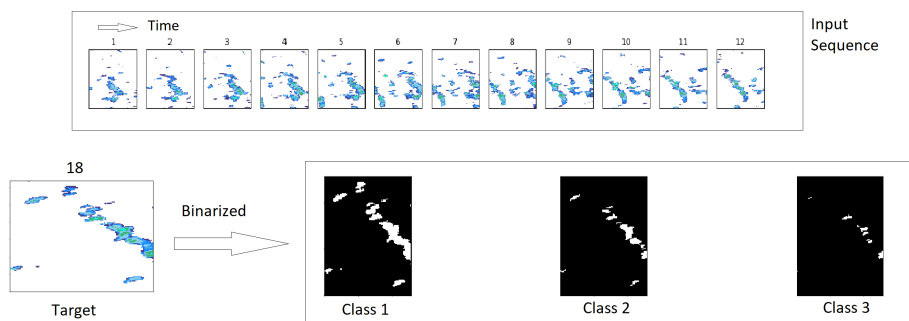 Time
Input
Sequence
1 2 3 4 5 6 7 8 9 10 11 12
18
Binarized
Target
Class 1
Class 2
Class 3